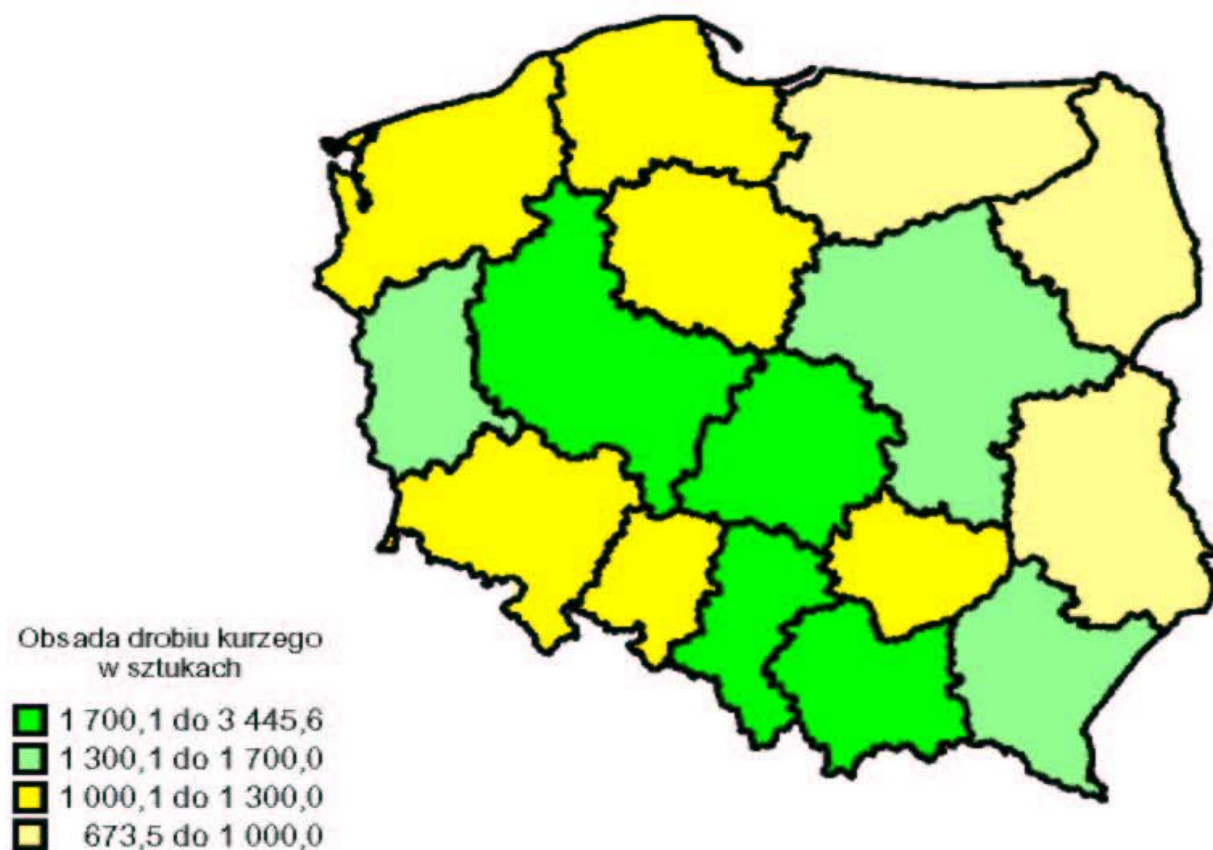 Obsada drobiu kurzego
w sztukach
1 700,1 do 3 445,6
1 300,1 do 1 700,0
1 000,1 do 1 300,0
673,5 do 1 000,0